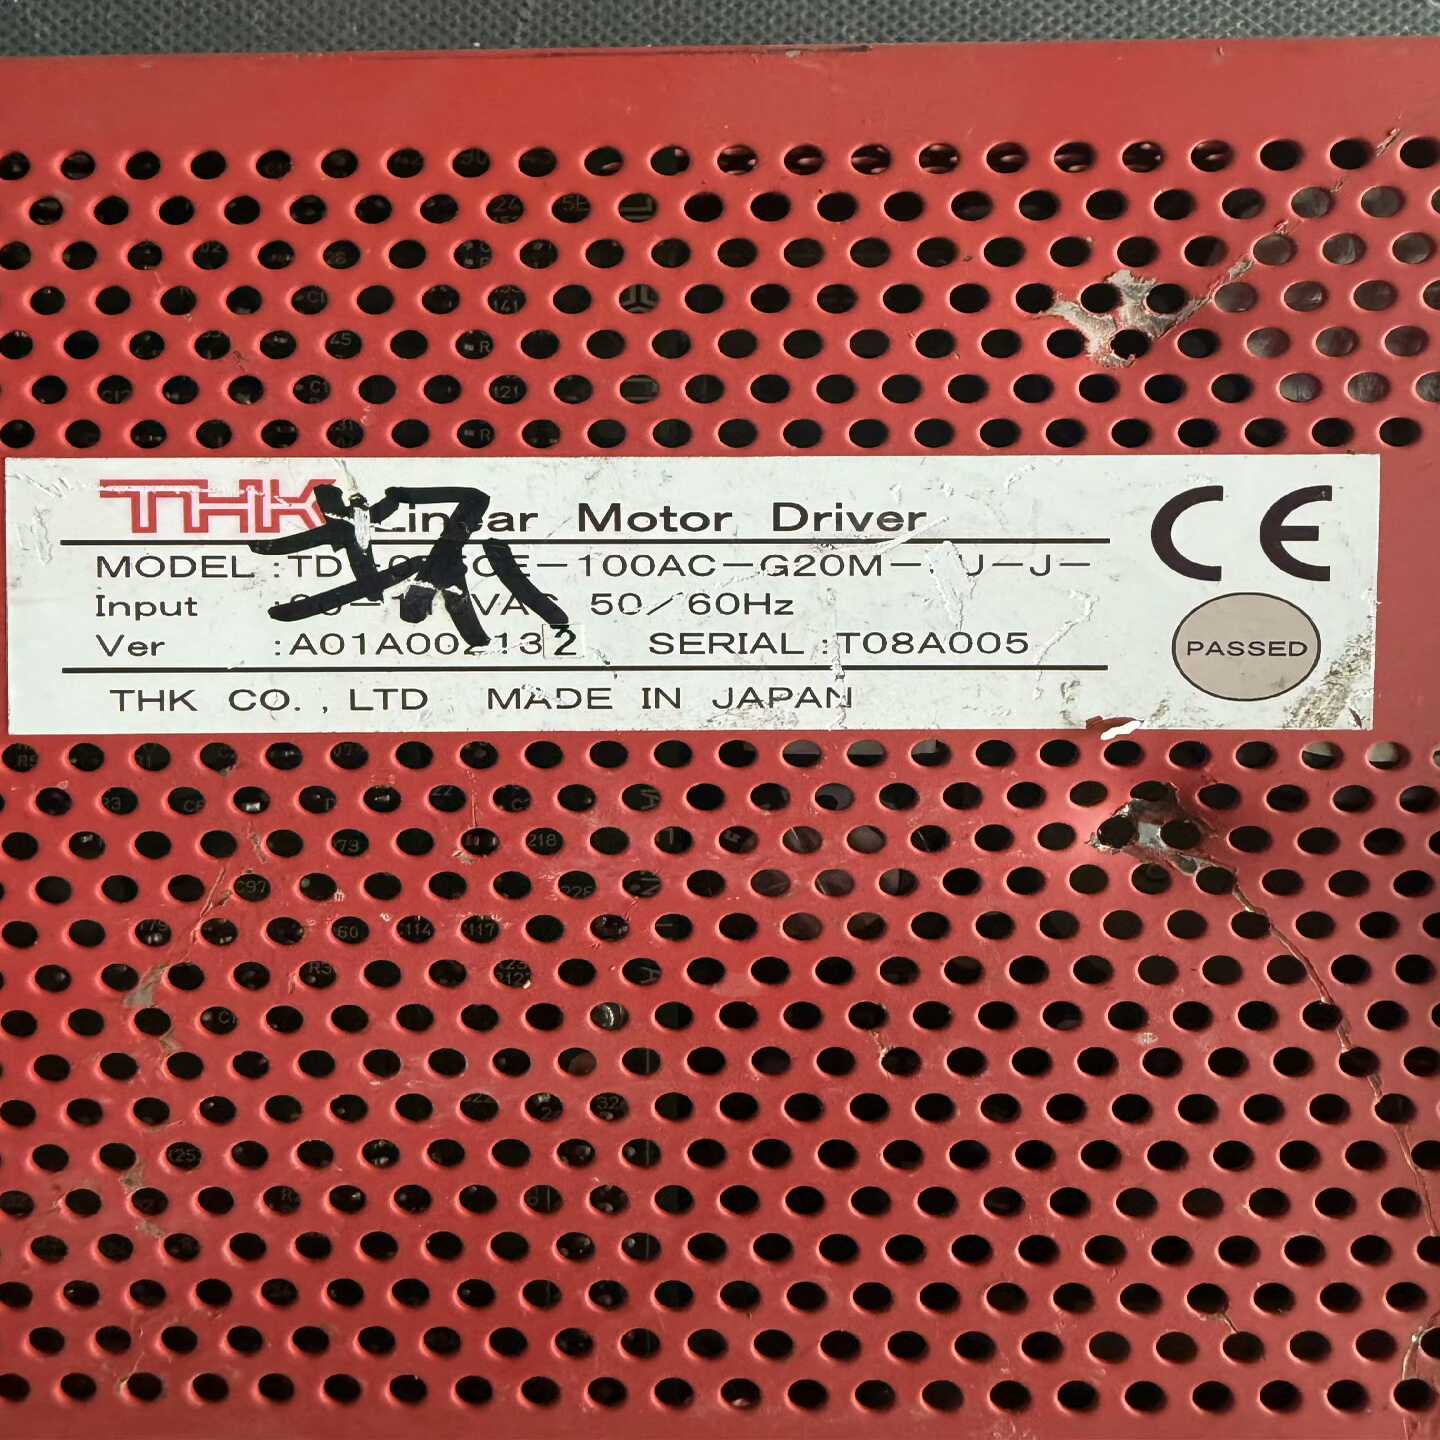 THK Linear Motor Driver
坏
MODEL :TD -100AC-G20M- -J-
Input 50/60Hz
Ver SERIAL :T08A005
THK CO., LTD MADE IN JAPAN
CE
PASSED